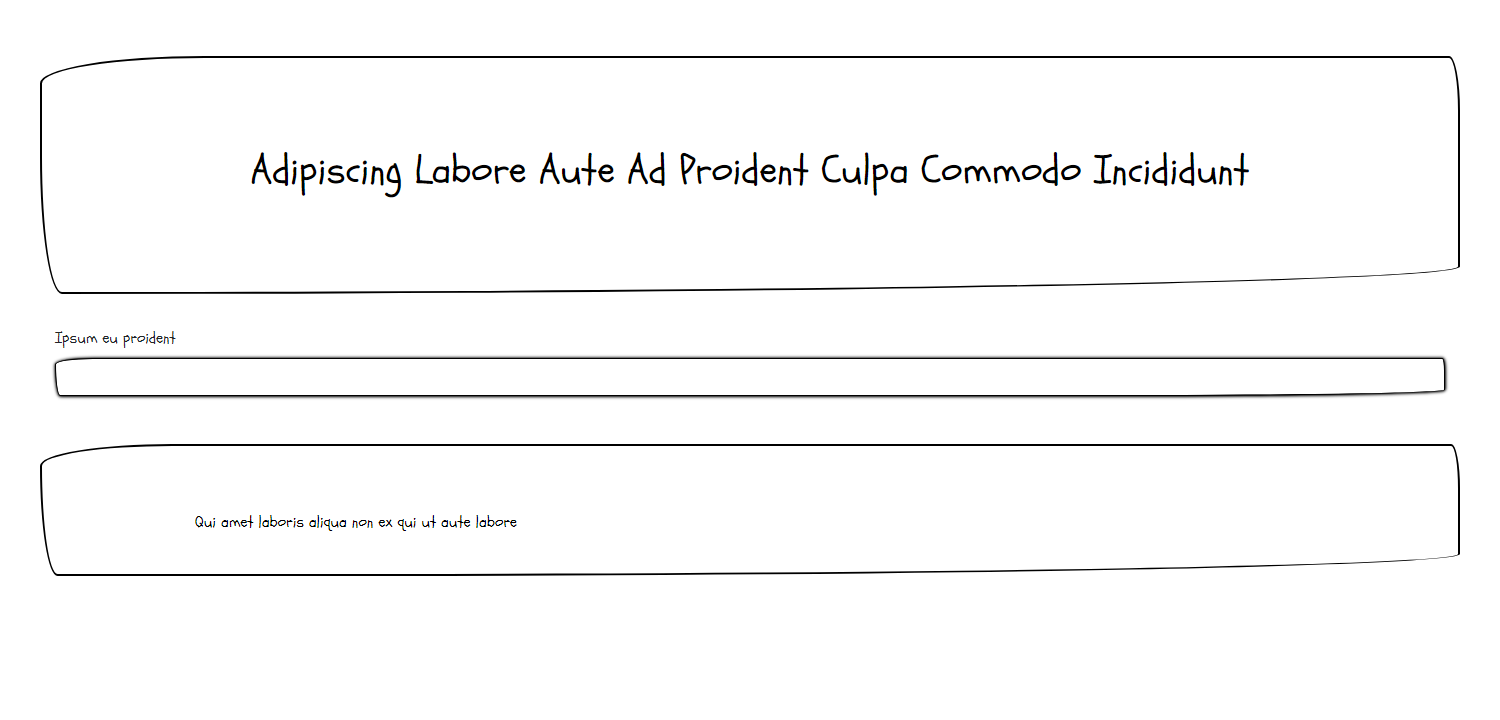 Adipiscing Labore Aute Ad Proident Culpa Commodo Incididunt
Ipsum eu proident
Qui amet laboris aliqua non ex qui ut aute labore